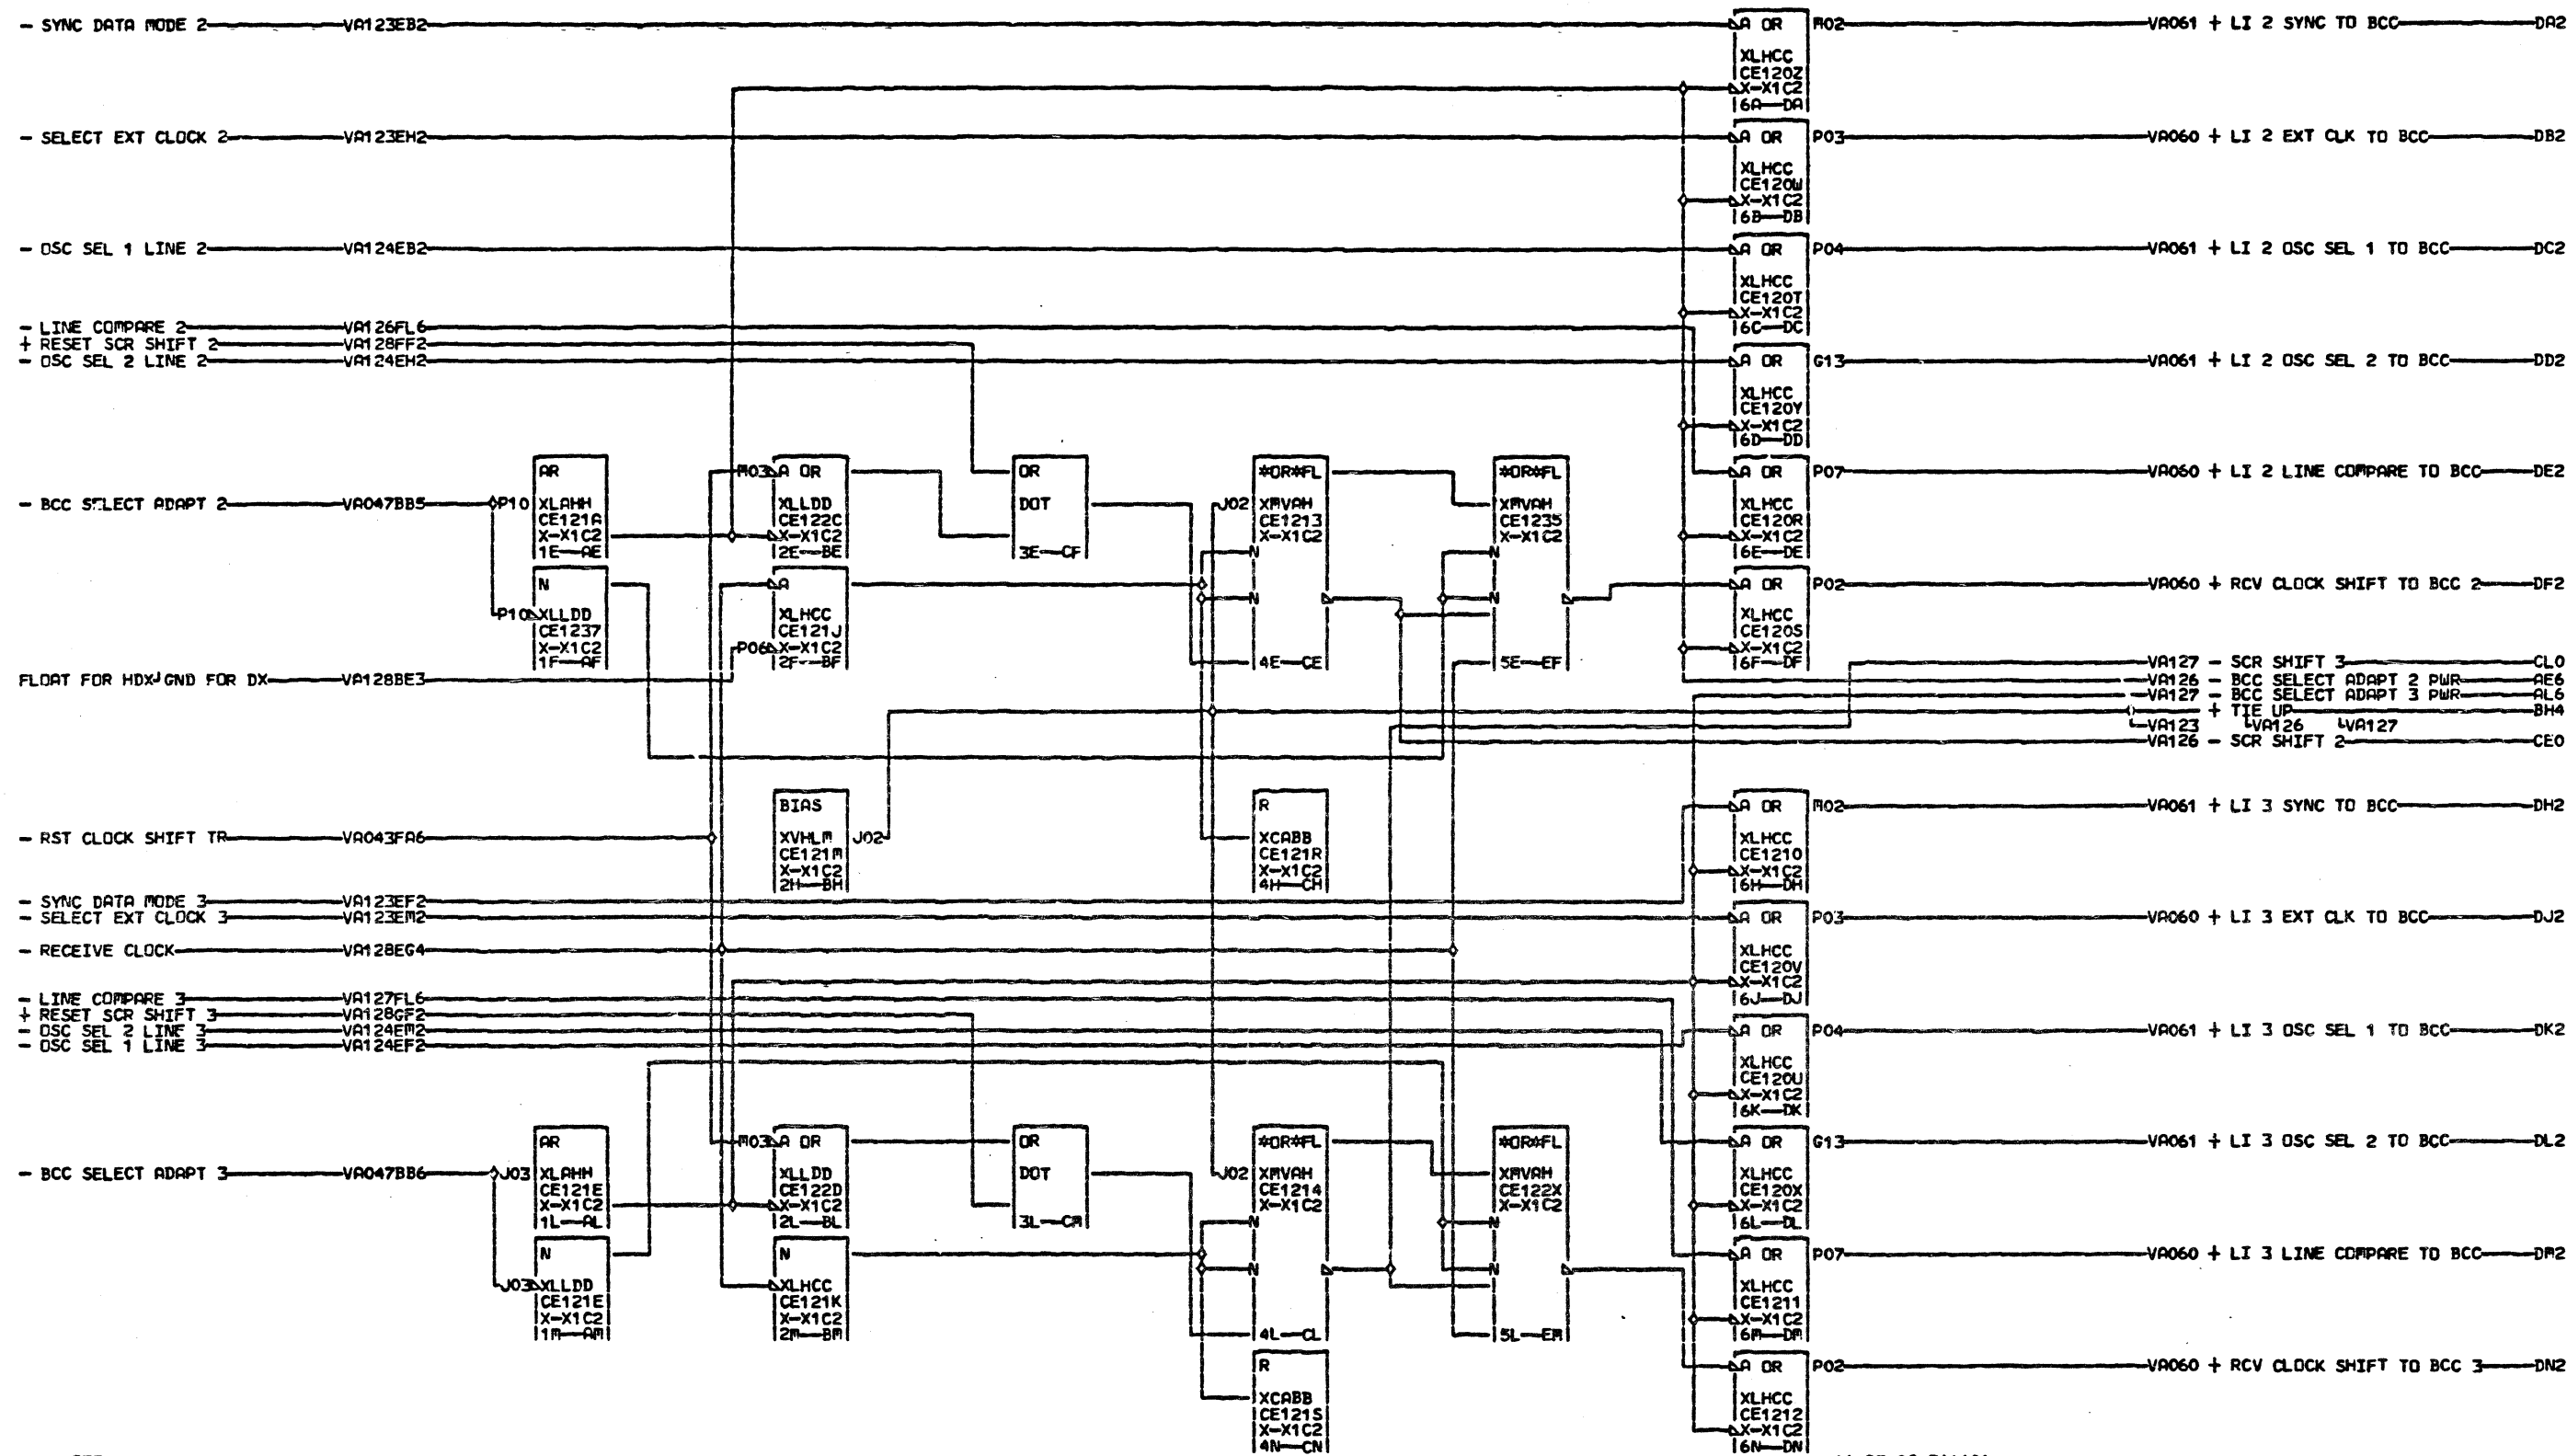 - SYNC DATA MODE 2 VA123EB2 A OR M02 VA061 + LI 2 SYNC TO BCC DA2
XLHCC
CE120Z
X-X1C2
6A DA
- SELECT EXT CLOCK 2 VA123EH2 A OR P03 VA060 + LI 2 EXT CLK TO BCC DB2
XLHCC
CE120W
X-X1C2
6B DB
- OSC SEL 1 LINE 2 VA124EB2 A OR P04 VA061 + LI 2 OSC SEL 1 TO BCC DC2
XLHCC
CE120T
X-X1C2
6C DC
- LINE COMPARE 2 VA126FL6
+ RESET SCR SHIFT 2 VA128FF2
- OSC SEL 2 LINE 2 VA124EH2 A OR G13 VA061 + LI 2 OSC SEL 2 TO BCC DD2
XLHCC
CE120Y
X-X1C2
6D DD
AR M03 A OR OR *OR*FL *OR*FL A OR P07 VA060 + LI 2 LINE COMPARE TO BCC DE2
- BCC SELECT ADAPT 2 VA047BB5 P10 XLAHH XLLDD DOT J02 XMVAH XMVAH XLHCC
CE121A CE122C CE1213 CE1235 CE120R
X-X1C2 X-X1C2 X-X1C2 X-X1C2 X-X1C2
1E AE 2E BE 3E CF N N 6E DE
N A A OR P02 VA060 + RCV CLOCK SHIFT TO BCC 2 DF2
N N
P10 XLLDD XLHCC XLHCC
CE1237 CE121J CE120S
X-X1C2 P06 X-X1C2 X-X1C2
1F AF 2F BF 4E CE 5E EF 6F DF
VA127 - SCR SHIFT 3 CL0
FLOAT FOR HDX GND FOR DX VA128BE3 VA126 - BCC SELECT ADAPT 2 PWR AE6
VA127 - BCC SELECT ADAPT 3 PWR AL6
+ TIE UP BH4
VA123 VA126 VA127
VA126 - SCR SHIFT 2 CE0
BIAS R A OR M02 VA061 + LI 3 SYNC TO BCC DH2
- RST CLOCK SHIFT TR VA043FA6 XVHLM J02 XCABB XLHCC
CE121M CE121R CE1210
X-X1C2 X-X1C2 X-X1C2
2H BH 4H CH 6H DH
- SYNC DATA MODE 3 VA123EF2
- SELECT EXT CLOCK 3 VA123EM2 A OR P03 VA060 + LI 3 EXT CLK TO BCC DJ2
- RECEIVE CLOCK VA128EG4 XLHCC
CE120V
X-X1C2
- LINE COMPARE 3 VA127FL6 6J DJ
+ RESET SCR SHIFT 3 VA128GF2
- OSC SEL 2 LINE 3 VA124EM2 A OR P04 VA061 + LI 3 OSC SEL 1 TO BCC DK2
- OSC SEL 1 LINE 3 VA124EF2
XLHCC
CE120U
X-X1C2
6K DK
AR M03 A OR OR *OR*FL *OR*FL A OR G13 VA061 + LI 3 OSC SEL 2 TO BCC DL2
- BCC SELECT ADAPT 3 VA047BB6 J03 XLAHH XLLDD DOT J02 XMVAH XMVAH XLHCC
CE121E CE122D CE1214 CE122X CE120X
X-X1C2 X-X1C2 X-X1C2 X-X1C2 X-X1C2
1L AL 2L BL 3L CM N N 6L DL
N N A OR P07 VA060 + LI 3 LINE COMPARE TO BCC DM2
N N
J03 XLLDD XLHCC XLHCC
CE121E CE121K CE1211
X-X1C2 X-X1C2 X-X1C2
1M AM 2M BM 4L CL 5L EM 6M DM
R A OR P02 VA060 + RCV CLOCK SHIFT TO BCC 3 DN2
XCABB XLHCC
CE121S CE1212
X-X1C2 X-X1C2
4N CN 6N DN